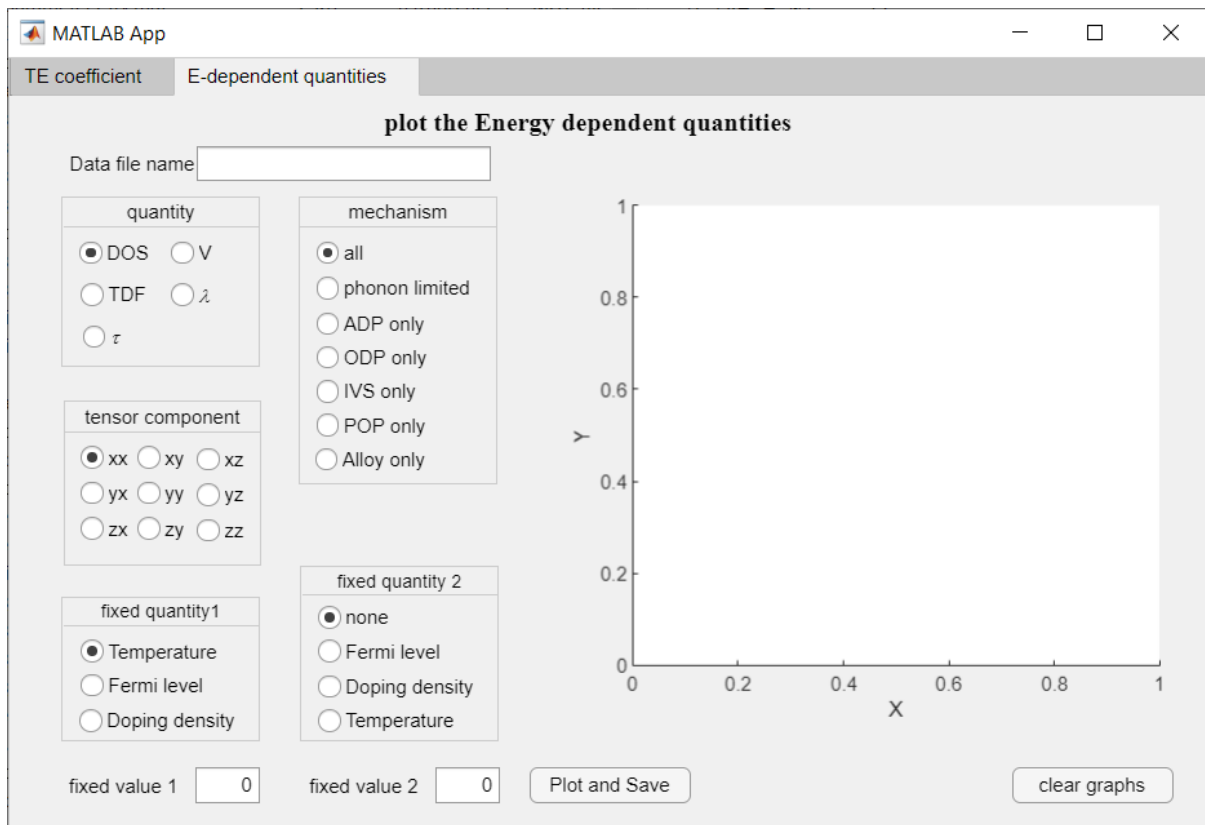 MATLAB App
TE coefficient
E-dependent quantities
plot the Energy dependent quantities
Data file name
quantity
DOS V
TDF λ
τ
mechanism
all
phonon limited
ADP only
ODP only
IVS only
POP only
Alloy only
tensor component
xx xy xz
yx yy yz
zx zy zz
fixed quantity1
Temperature
Fermi level
Doping density
fixed quantity 2
none
Fermi level
Doping density
Temperature
fixed value 1 0
fixed value 2 0
Plot and Save
1
0.8
0.6
0.4
0.2
0
Y
0 0.2 0.4 0.6 0.8 1
X
clear graphs